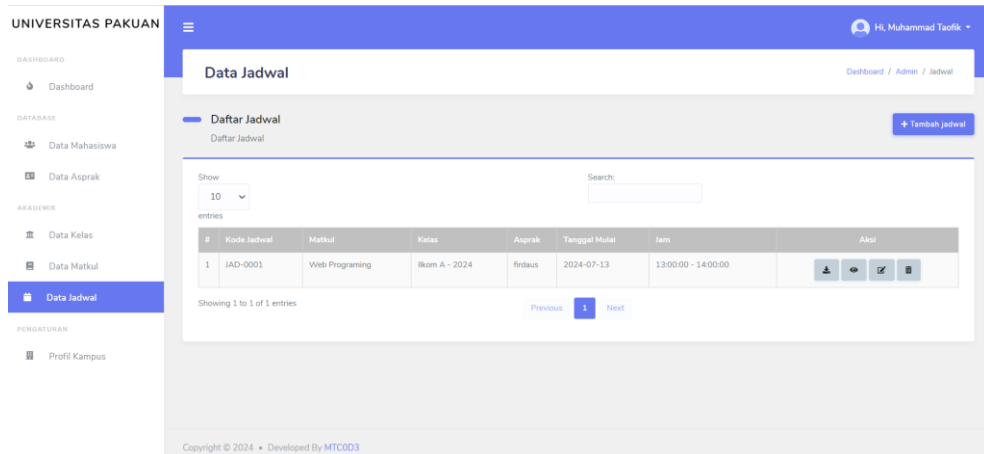 UNIVERSITAS PAKUAN
Hi, Muhammad Taofik
DASHBOARD
Dashboard
DATABASE
Data Mahasiswa
Data Asprak
AKADEMIK
Data Kelas
Data Matkul
Data Jadwal
PENGATURAN
Profil Kampus
Data Jadwal
Dashboard / Admin / Jadwal
Daftar Jadwal
Daftar Jadwal
+ Tambah jadwal
Show
10
entries
Search:
# Kode Jadwal Matkul Kelas Asprak Tanggal Mulai Jam Aksi
1 JAD-0001 Web Programing Ilkom A - 2024 firdaus 2024-07-13 13:00:00 - 14:00:00
Showing 1 to 1 of 1 entries
Previous 1 Next
Copyright © 2024 • Developed By MTC0D3